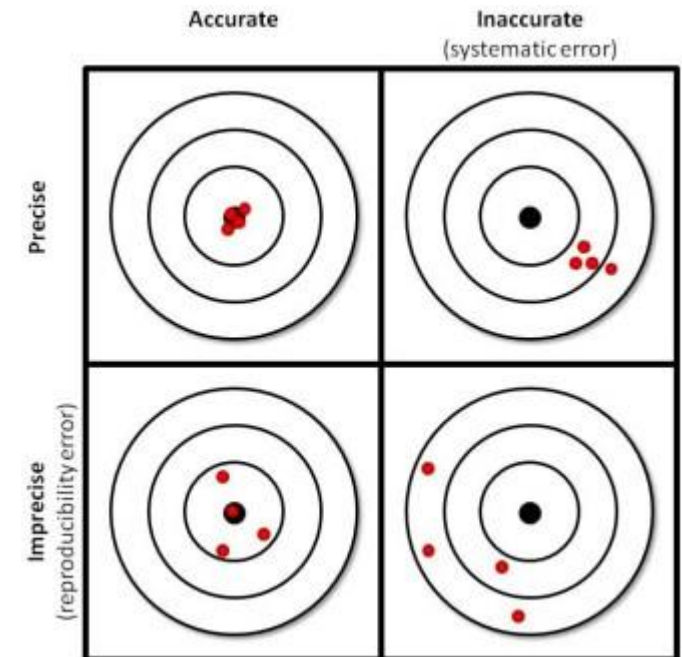 Accurate
Inaccurate
(systematic error)
Precise
Imprecise
(reproducibility error)